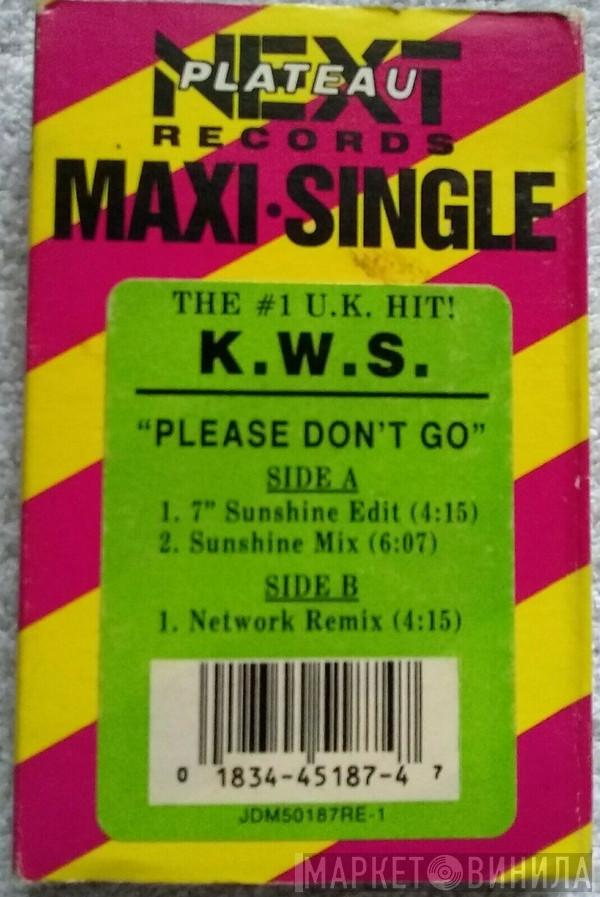 NEXT
PLATEAU
RECORDS
MAXI·SINGLE
THE #1 U.K. HIT!
K.W.S.
“PLEASE DON'T GO”
SIDE A
1. 7” Sunshine Edit (4:15)
2. Sunshine Mix (6:07)
SIDE B
1. Network Remix (4:15)
0 1834-45187-4 7
JDM50187RE-1
МАРКЕТ ВИНИЛА